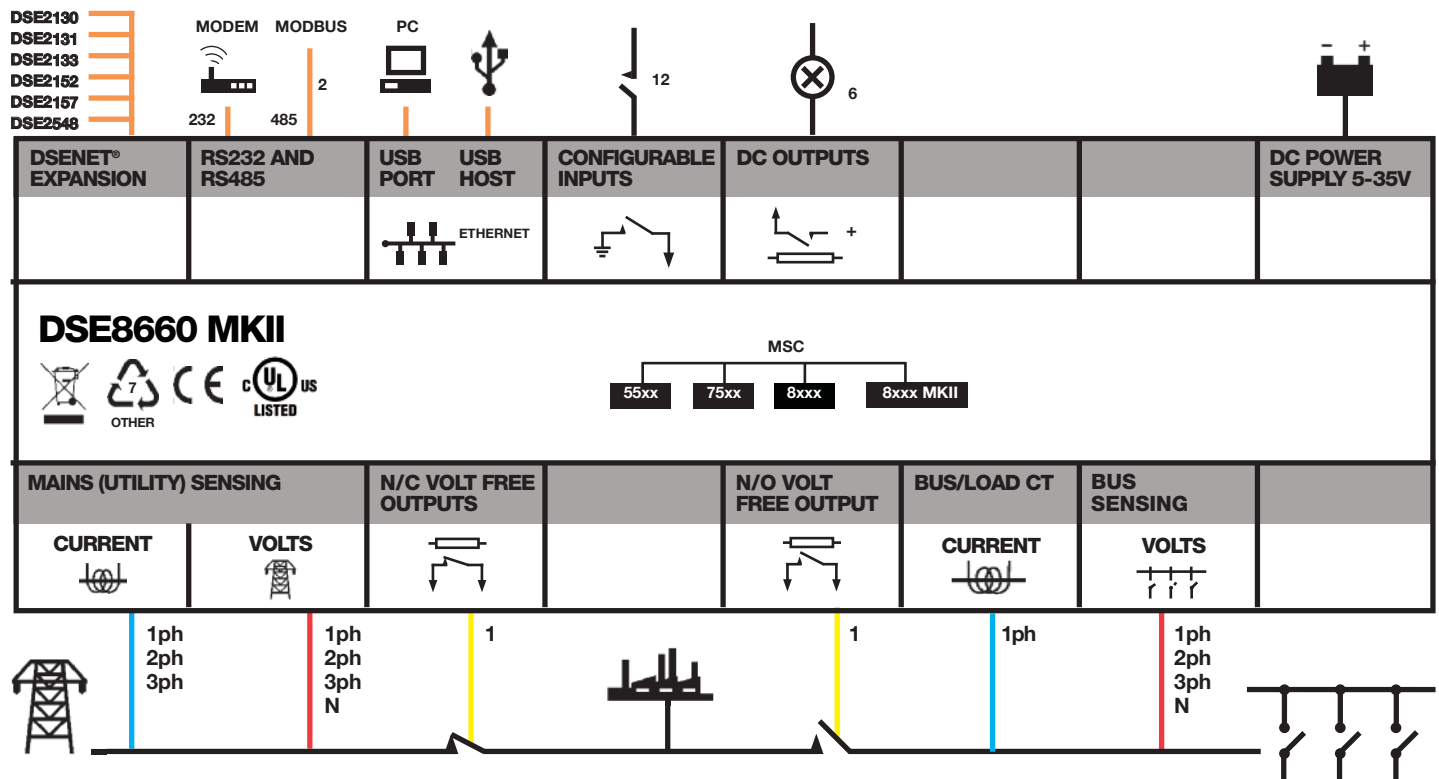 DSE2130
DSE2131
DSE2133
DSE2152
DSE2157
DSE2548
MODEM
MODBUS
PC
2
12
6
- +
232
485
DSENET®
EXPANSION
RS232 AND
RS485
USB
PORT
USB
HOST
CONFIGURABLE
INPUTS
DC OUTPUTS
DC POWER
SUPPLY 5-35V
ETHERNET
+
DSE8660 MKII
7
OTHER
CE
C UL US
LISTED
MSC
55xx
75xx
8xxx
8xxx MKII
MAINS (UTILITY) SENSING
N/C VOLT FREE
OUTPUTS
N/O VOLT
FREE OUTPUT
BUS/LOAD CT
BUS
SENSING
CURRENT
VOLTS
CURRENT
VOLTS
1ph
2ph
3ph
1ph
2ph
3ph
N
1
1
1ph
1ph
2ph
3ph
N